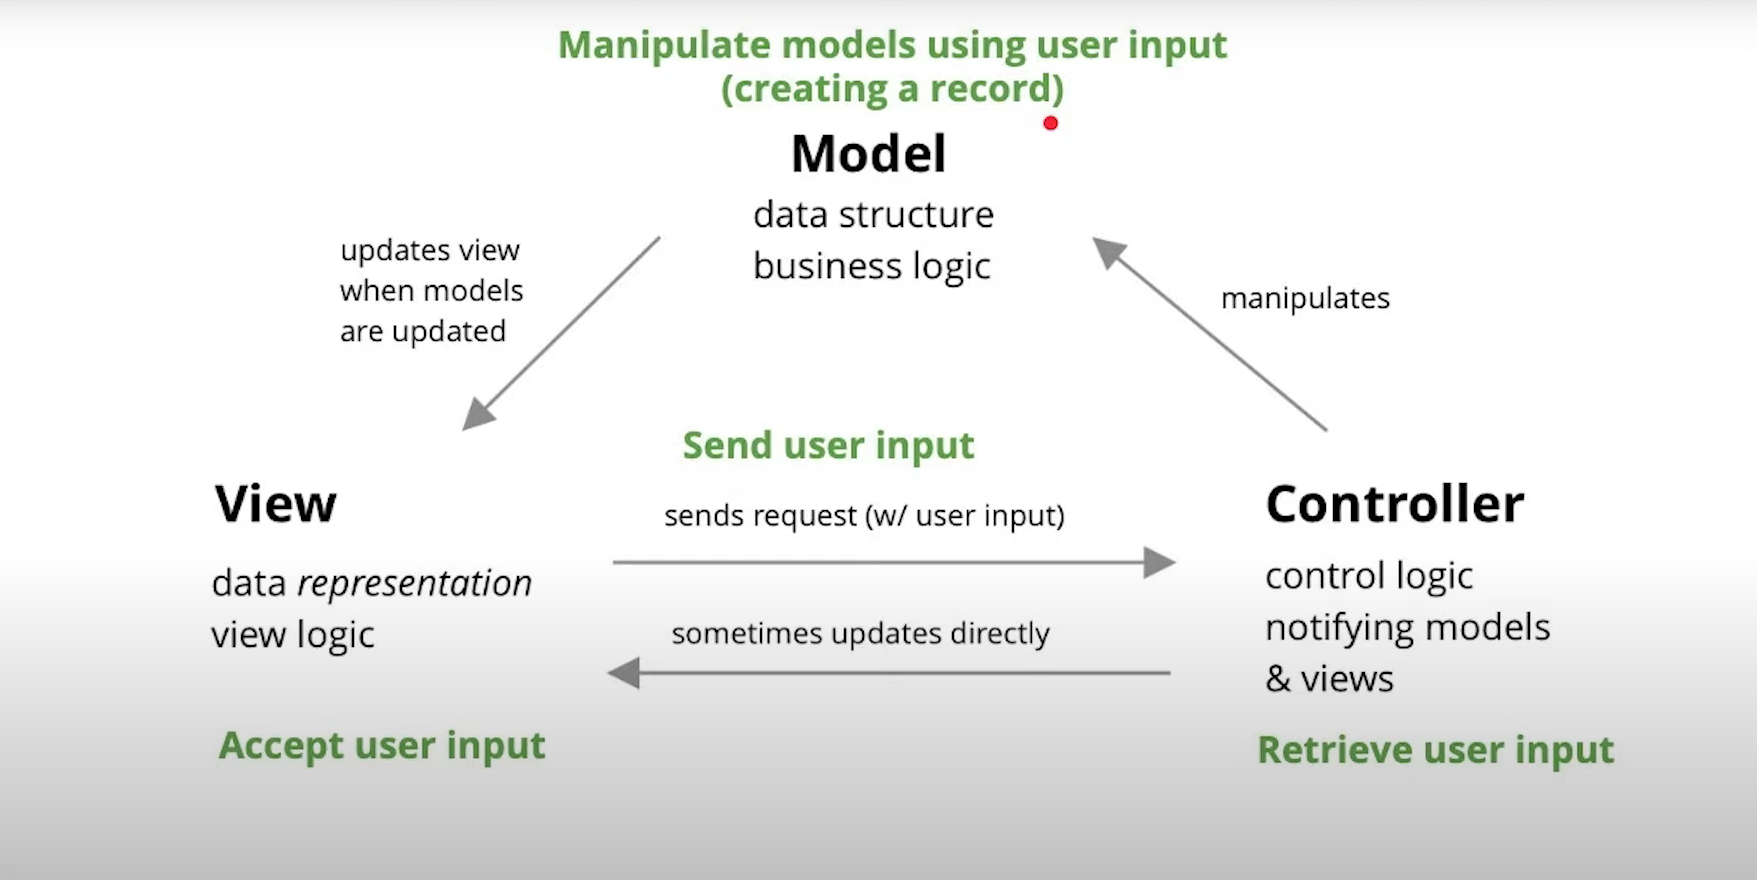 Manipulate models using user input
(creating a record)
Model
data structure
business logic
updates view
when models
are updated
manipulates
Send user input
sends request (w/ user input)
sometimes updates directly
View
data representation
view logic
Accept user input
Controller
control logic
notifying models
& views
Retrieve user input